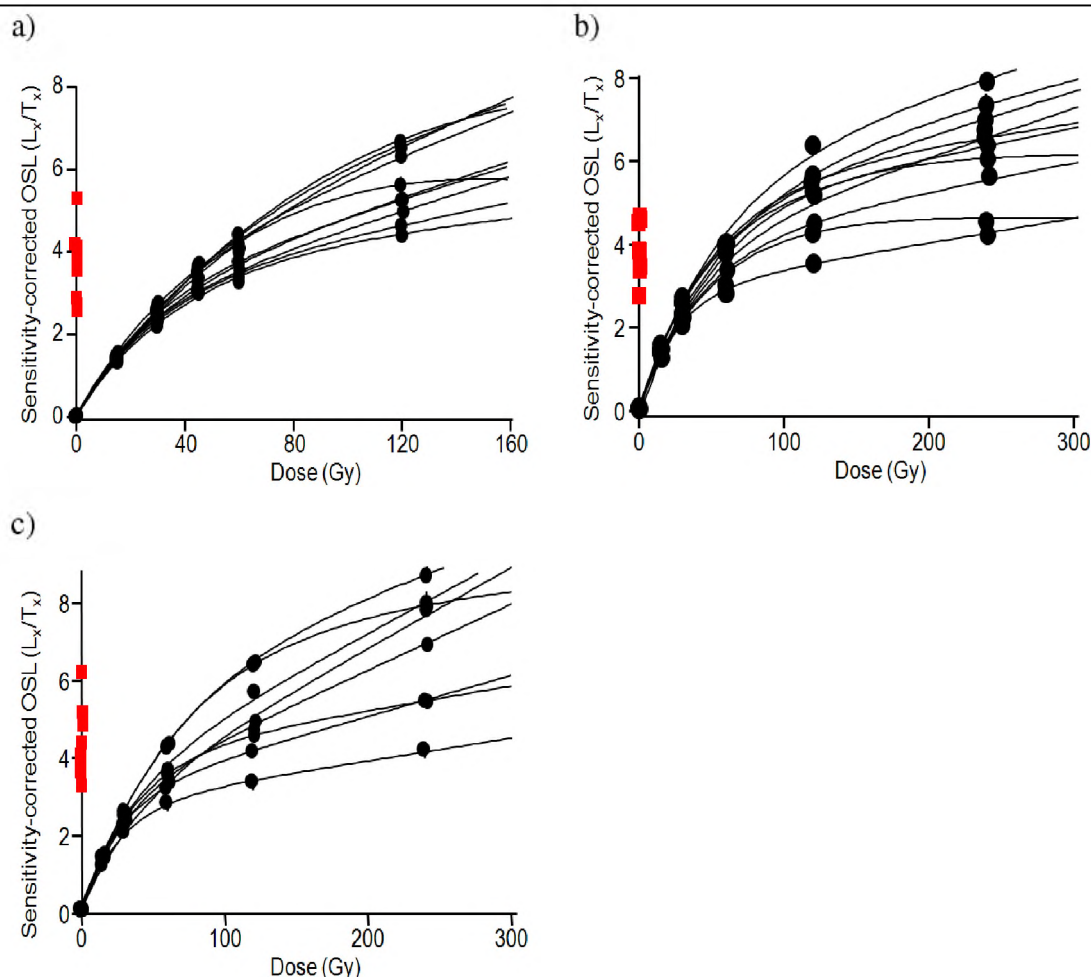 a)
Sensitivity-corrected OSL (Lₓ/Tₓ)
8
6
4
2
0
0 40 80 120 160
Dose (Gy)
b)
Sensitivity-corrected OSL (Lₓ/Tₓ)
8
6
4
2
0
0 100 200 300
Dose (Gy)
c)
Sensitivity-corrected OSL (Lₓ/Tₓ)
8
6
4
2
0
0 100 200 300
Dose (Gy)